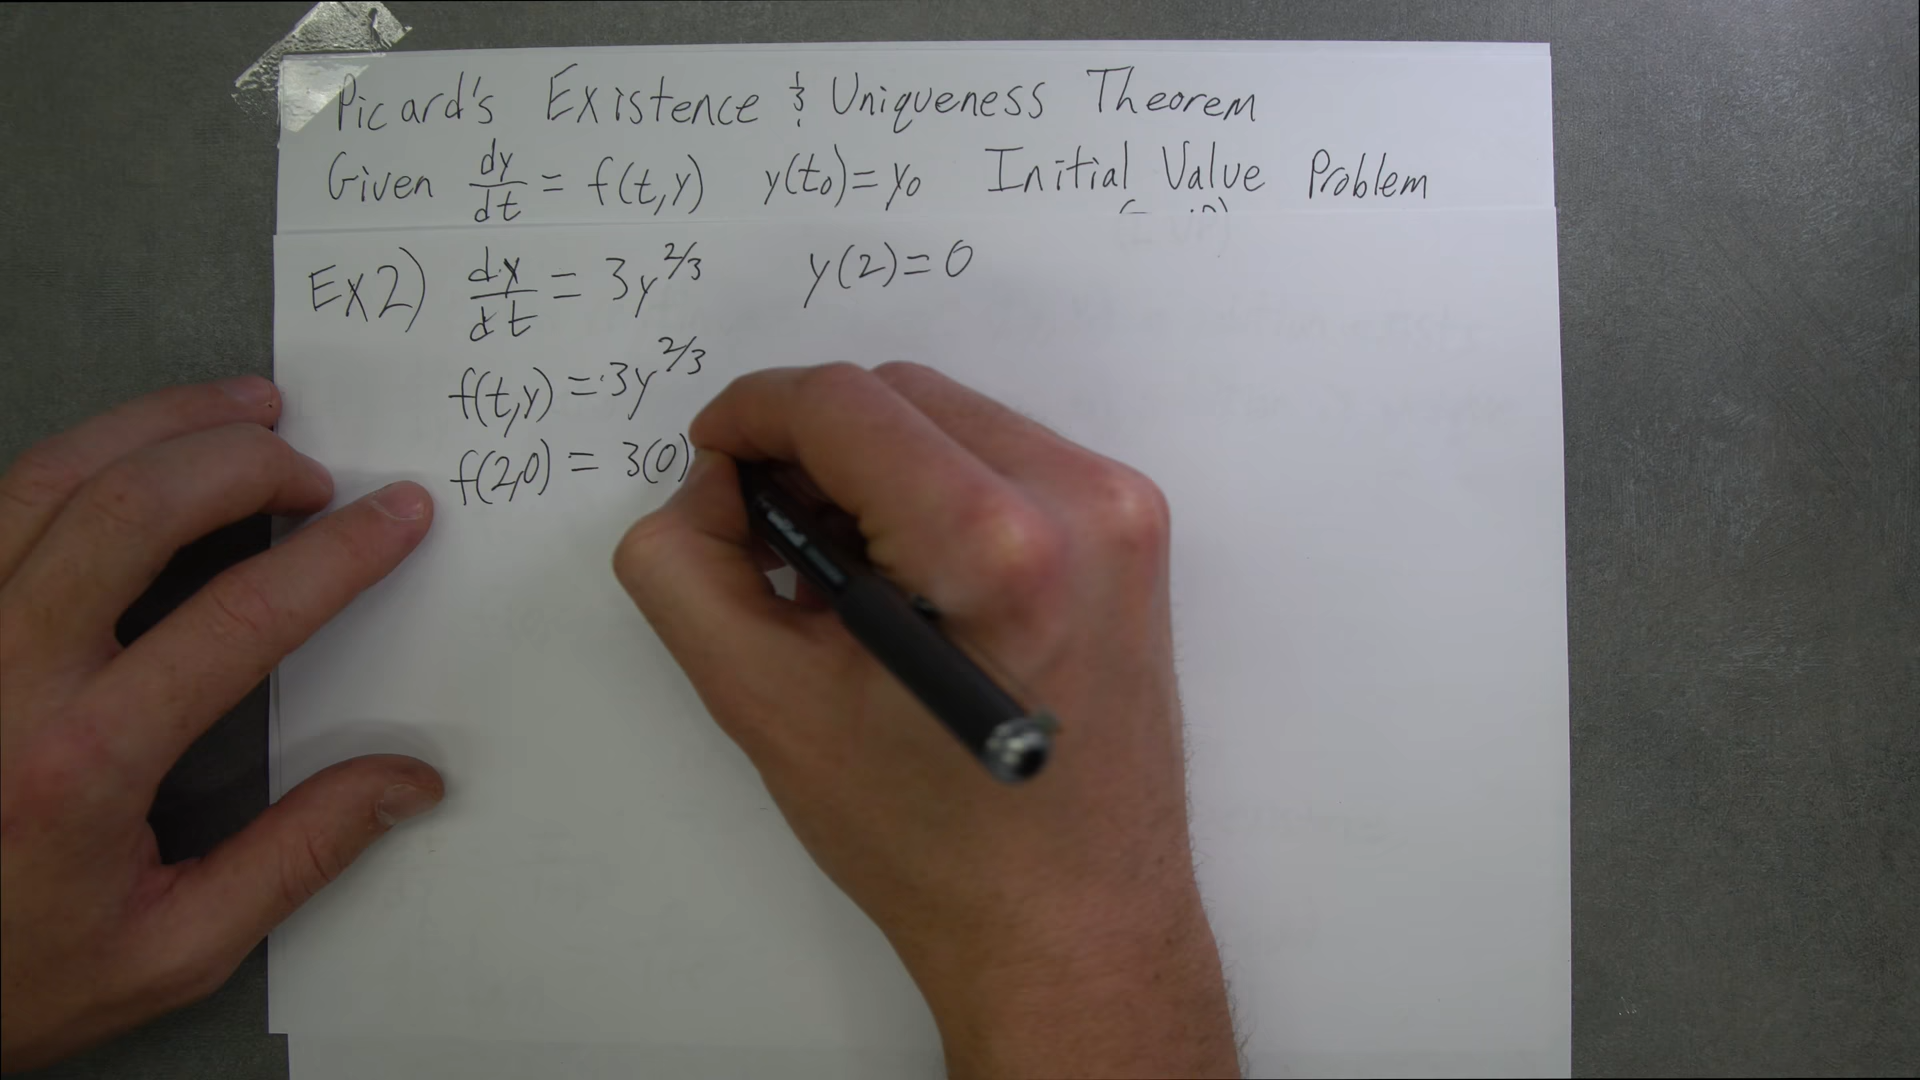 Picard's Existence & Uniqueness Theorem
Given dy/dt = f(t,y) y(t₀)=y₀ Initial Value Problem
Ex2) dy/dt = 3y^2/3 y(2)=0
f(t,y) = 3y^2/3
f(2,0) = 3(0)